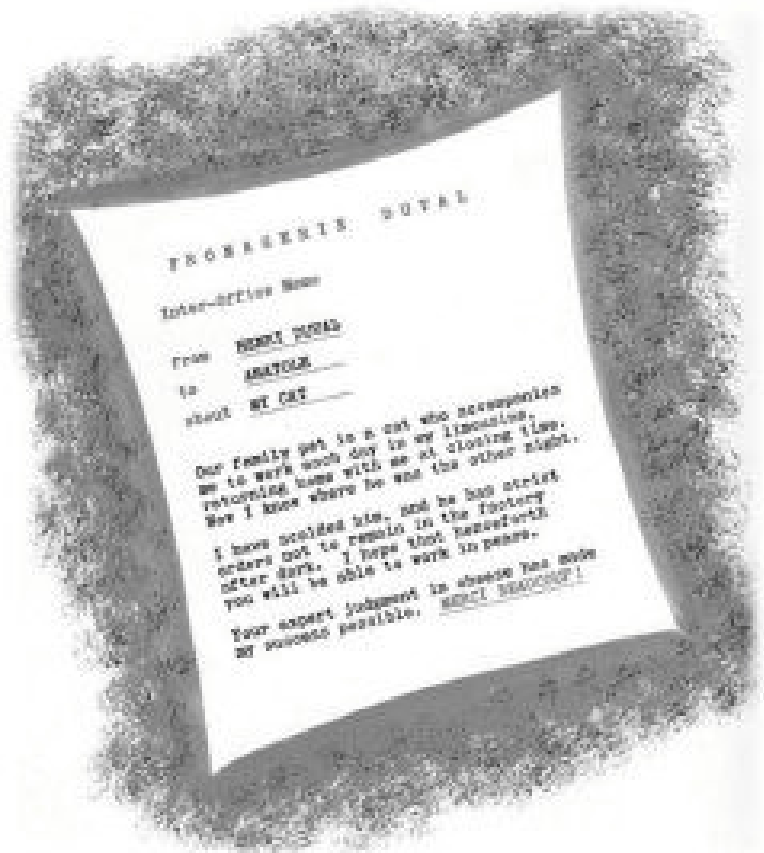 FROMAGERIE DUVAL
Inter-Office Memo
From HENRI DUVAL
to ANATOLE
about MY CAT
Our family pet is a cat who accompanies
me to work each day in my limousine,
returning home with me at closing time.
Now I know where he was the other night.
I have scolded him, and he has strict
orders not to remain in the factory
after dark. I hope that henceforth
you will be able to work in peace.
Your expert judgment in cheese has made
my success possible. MERCI BEAUCOUP!